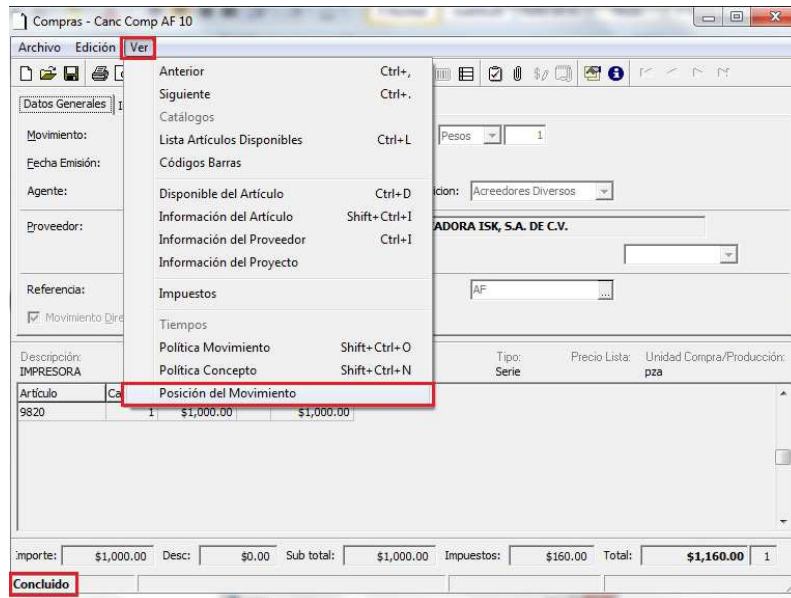 Compras - Canc Comp AF 10
Archivo Edición Ver
Datos Generales
Anterior Ctrl+,
Siguiente Ctrl+.
Catálogos
Lista Artículos Disponibles Ctrl+L
Códigos Barras
Disponible del Artículo Ctrl+D
Información del Artículo Shift+Ctrl+I
Información del Proveedor Ctrl+I
Información del Proyecto
Impuestos
Tiempos
Política Movimiento Shift+Ctrl+O
Política Concepto Shift+Ctrl+N
Posición del Movimiento
Movimiento: Pesos 1
Fecha Emisión:
Agente: icion: Acreedores Diversos
Proveedor: ADORA ISK, S.A. DE C.V.
Referencia: AF ...
Movimiento Dire
Descripción: Tipo: Precio Lista: Unidad Compra/Producción:
IMPRESORA Serie pza
Artículo Ca
9820 1 $1,000.00 $1,000.00
mporte: $1,000.00 Desc: $0.00 Sub total: $1,000.00 Impuestos: $160.00 Total: $1,160.00 1
Concluido